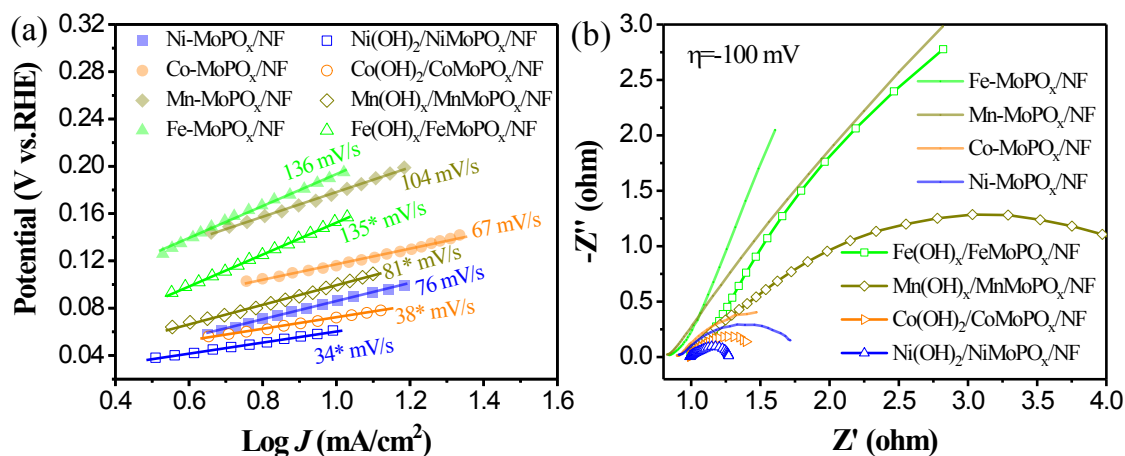 (a)
0.32
0.28
0.24
0.20
0.16
0.12
0.08
0.04
Potential (V vs.RHE)
Ni-MoPOx/NF
Co-MoPOx/NF
Mn-MoPOx/NF
Fe-MoPOx/NF
Ni(OH)2/NiMoPOx/NF
Co(OH)2/CoMoPOx/NF
Mn(OH)x/MnMoPOx/NF
Fe(OH)x/FeMoPOx/NF
136 mV/s
104 mV/s
135* mV/s
67 mV/s
81* mV/s
76 mV/s
38* mV/s
34* mV/s
0.4 0.6 0.8 1.0 1.2 1.4 1.6
Log J (mA/cm²)
(b)
3.0
2.5
2.0
1.5
1.0
0.5
0.0
-Z'' (ohm)
η=-100 mV
Fe-MoPOx/NF
Mn-MoPOx/NF
Co-MoPOx/NF
Ni-MoPOx/NF
Fe(OH)x/FeMoPOx/NF
Mn(OH)x/MnMoPOx/NF
Co(OH)2/CoMoPOx/NF
Ni(OH)2/NiMoPOx/NF
1.0 1.5 2.0 2.5 3.0 3.5 4.0
Z' (ohm)